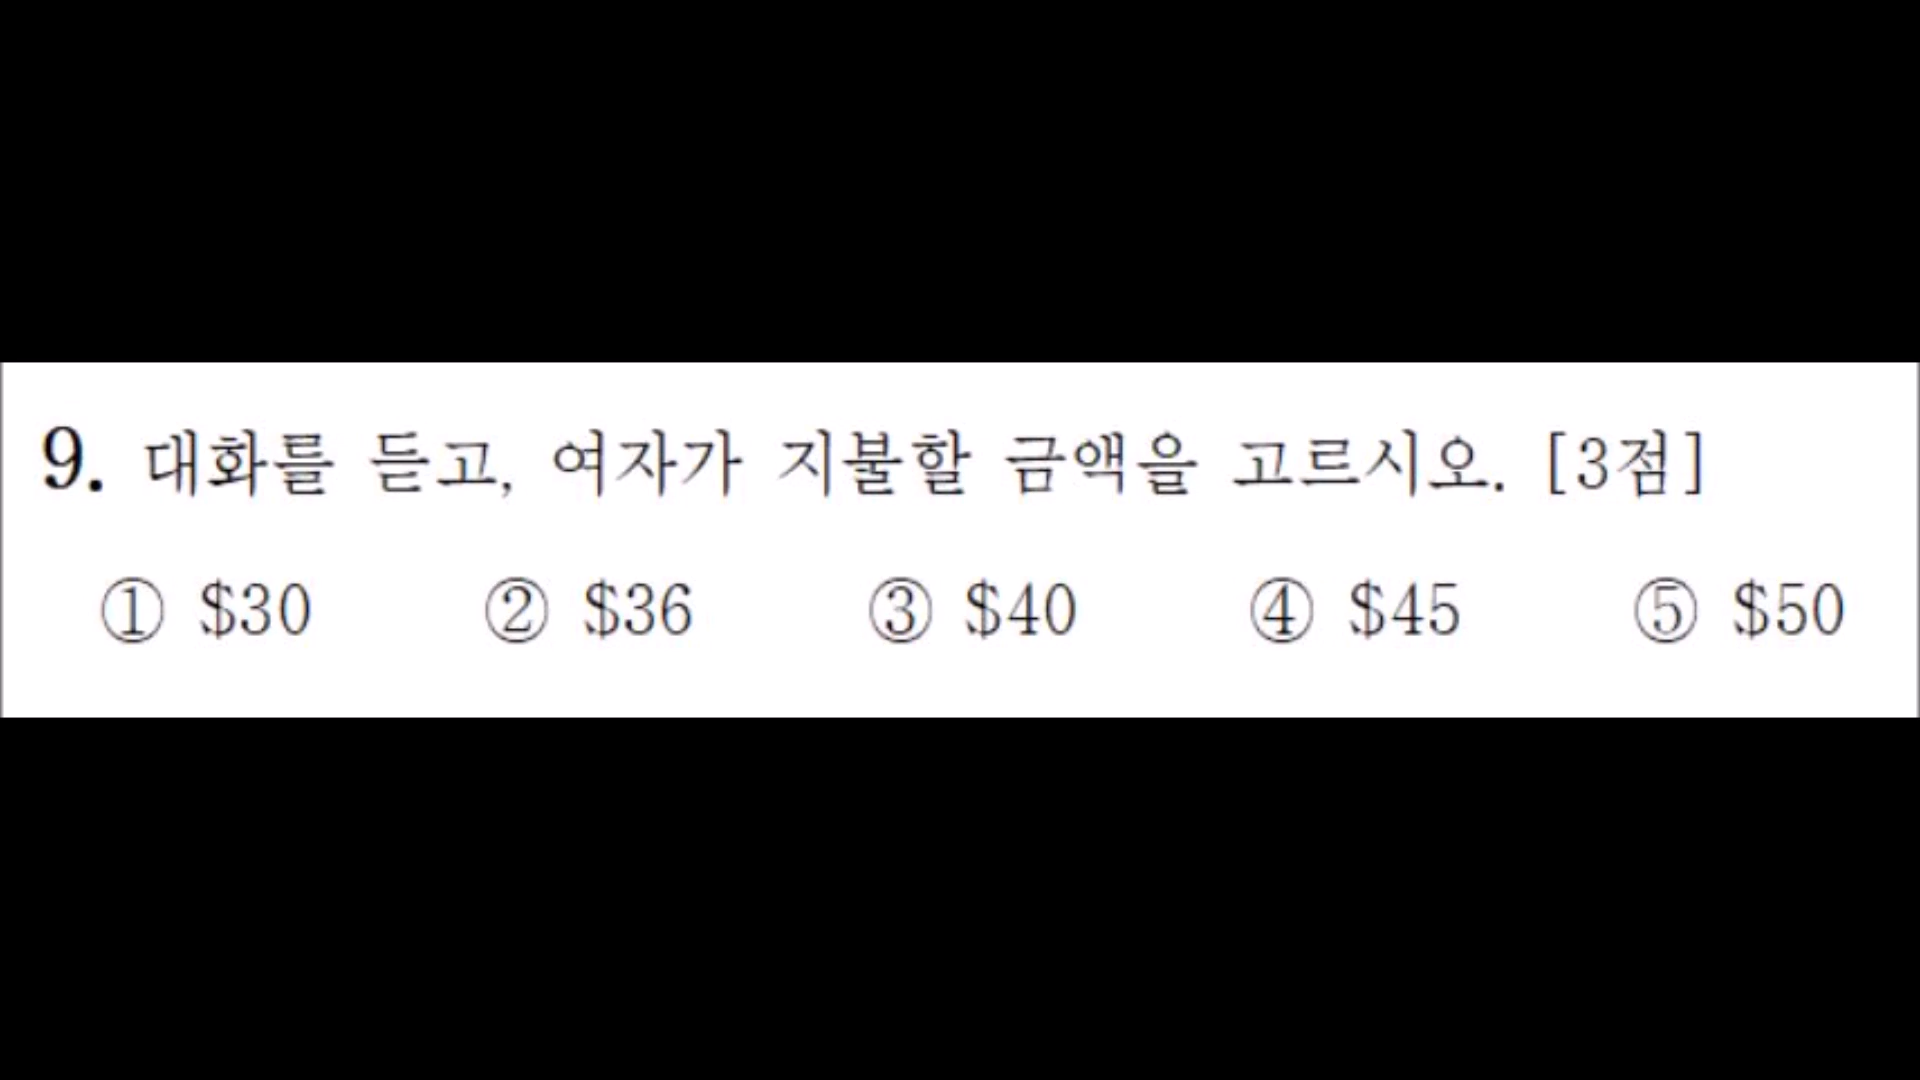 9. 대화를 듣고, 여자가 지불할 금액을 고르시오. [3점]
① $30 ② $36 ③ $40 ④ $45 ⑤ $50